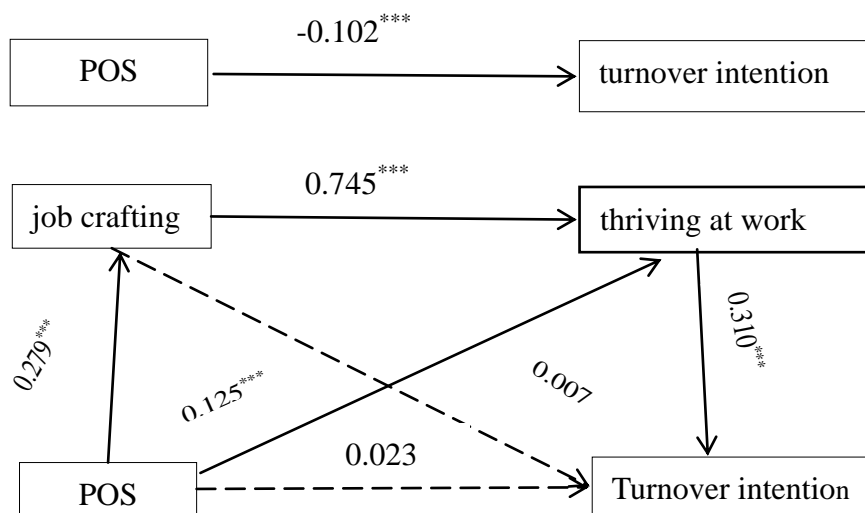 -0.102***
POS
turnover intention
0.745***
job crafting
thriving at work
0.279***
0.125***
0.007
0.310***
0.023
POS
Turnover intention